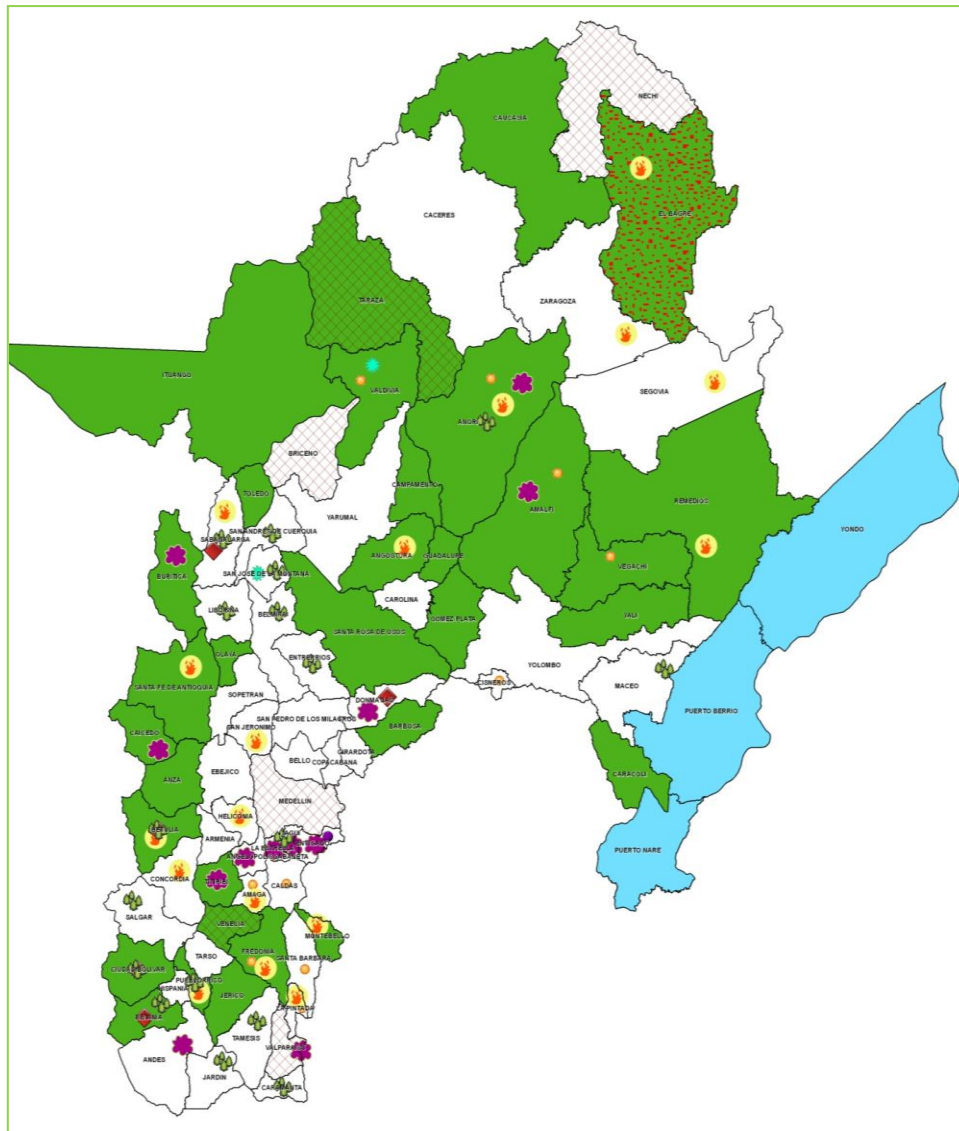 NECHI
CAUCASIA
CACERES
EL BAGRE
TARAZA
ZARAGOZA
ITUANGO
VALDIVIA
SEGOVIA
ANORI
BRICENO
CAMPAMENTO
TOLEDO
REMEDIOS
YARUMAL
AMALFI
YONDO
SAN ANDRES DE CUERQUIA
SABANALARGA
ANGOSTURA
GUADALUPE
VEGACHI
BURITICA
SAN JOSE DE LA MONTANA
CAROLINA
LIBORINA
BELMIRA
GOMEZ PLATA
YALI
SANTA ROSA DE OSOS
OLAYA
ENTRERRIOS
YOLOMBO
CISNEROS
MACEO
SANTA FE DE ANTIOQUIA
SOPETRAN
DONMATIAS
PUERTO BERRIO
SAN PEDRO DE LOS MILAGROS
SAN JERONIMO
BARBOSA
CAICEDO
GIRARDOTA
BELLO
COPACABANA
EBEJICO
CARACOLI
ANZA
MEDELLIN
HELICONIA
BETULIA
ARMENIA
PUERTO NARE
CONCORDIA
TITIRIBI
CALDAS
AMAGA
SALGAR
VENECIA
MONTEBELLO
FREDONIA
TARSO
SANTA BARBARA
CIUDAD BOLIVAR
PUEBLORRICO
HISPANIA
JERICO
LA PINTADA
BETANIA
TAMESIS
VALPARAISO
ANDES
JARDIN
CARAMANTA